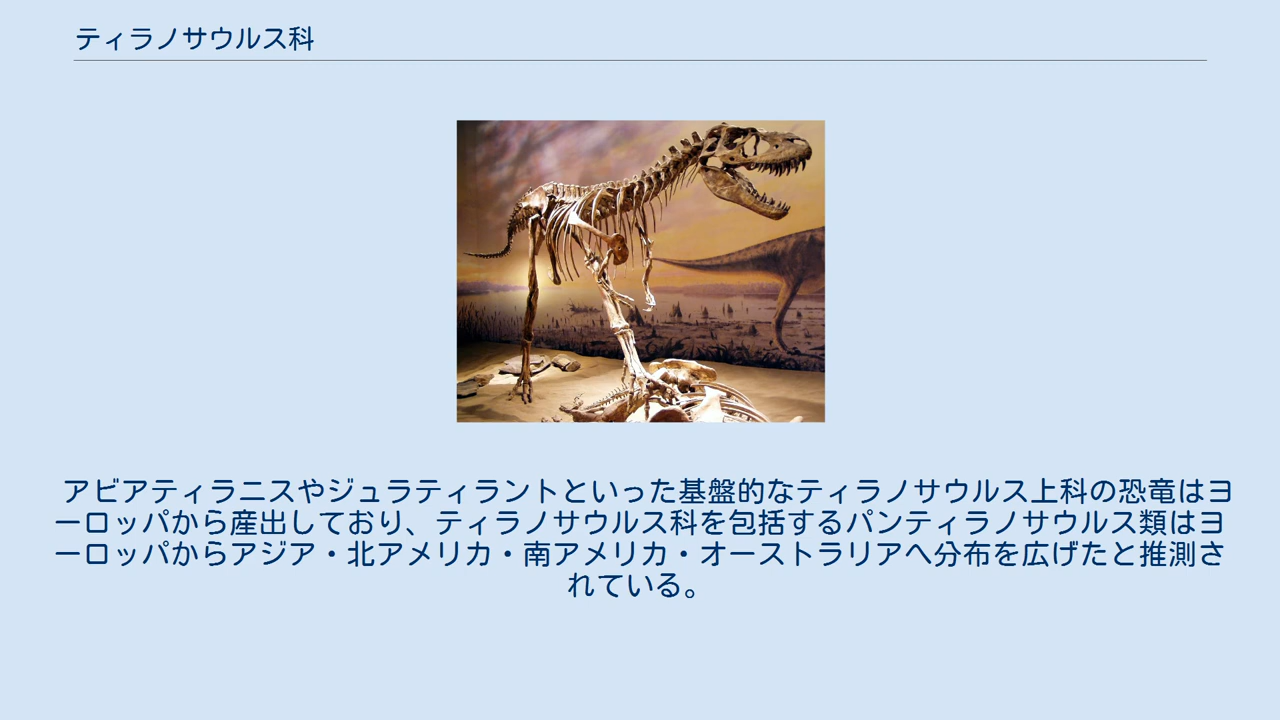 ティラノサウルス科
アビアティラニスやジュラティラントといった基盤的なティラノサウルス上科の恐竜はヨ
ーロッパから産出しており、ティラノサウルス科を包括するパンティラノサウルス類はヨ
ーロッパからアジア・北アメリカ・南アメリカ・オーストラリアへ分布を広げたと推測さ
れている。